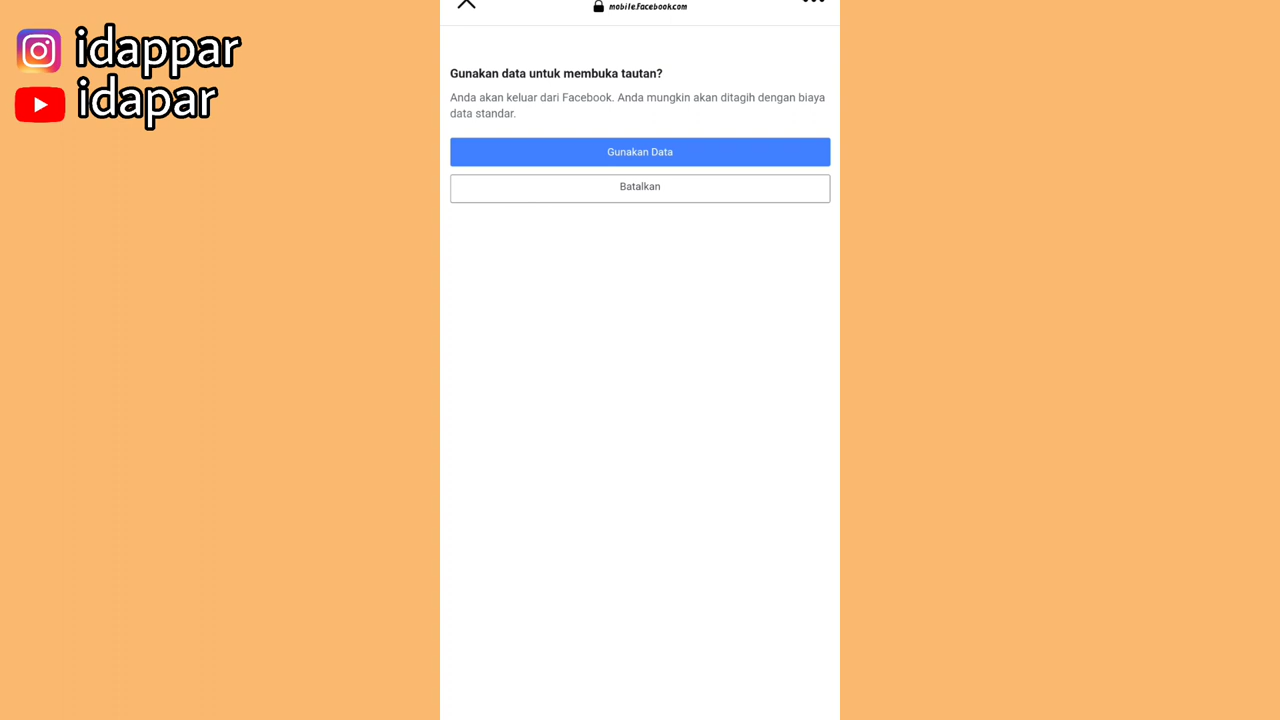 idappar
idapar
mobile.facebook.com
Gunakan data untuk membuka tautan?
Anda akan keluar dari Facebook. Anda mungkin akan ditagih dengan biaya
data standar.
Gunakan Data
Batalkan